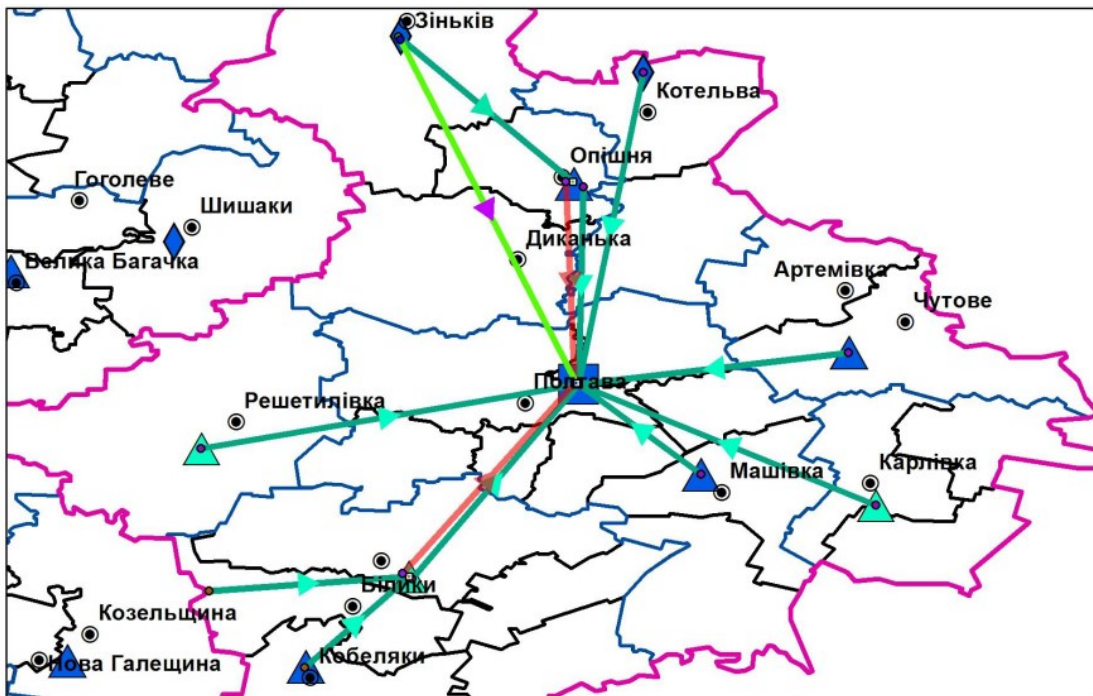 Зіньків
Котельва
Опішня
Гоголеве
Шишаки
Диканька
Велика Багачка
Артемівка
Чутове
Полтава
Решетилівка
Машівка
Карлівка
Білики
Козельщина
Нова Галещина
Кобеляки